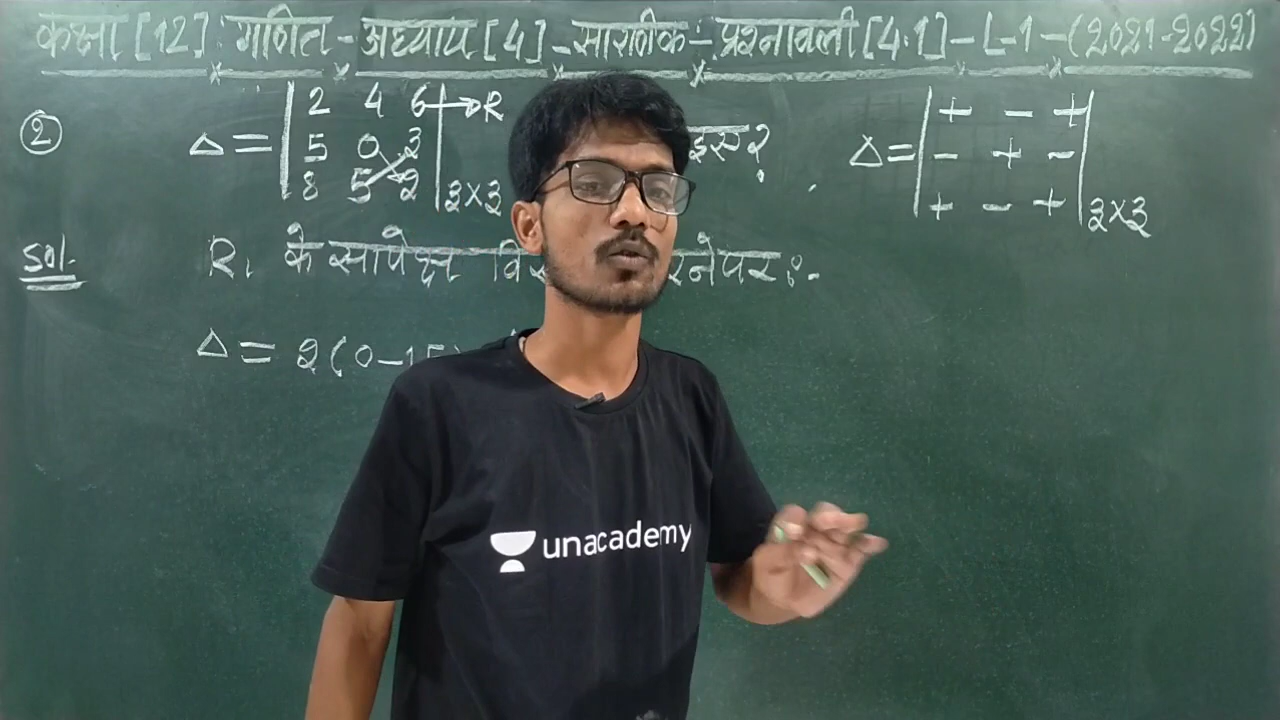 कक्षा [12] गणित - अध्याय [4] - सारणीक - प्रश्नावली [4.1] - L-1 - (2021-2022)
② Δ = | 2 4 6 | → R Δ = | + - + |
| 5 0 3 | | - + - |
| 8 5 2 | 3×3 | + - + | 3×3
Sol. R₁ के सापेक्ष पर :-
Δ = 2(0-15)
unacademy